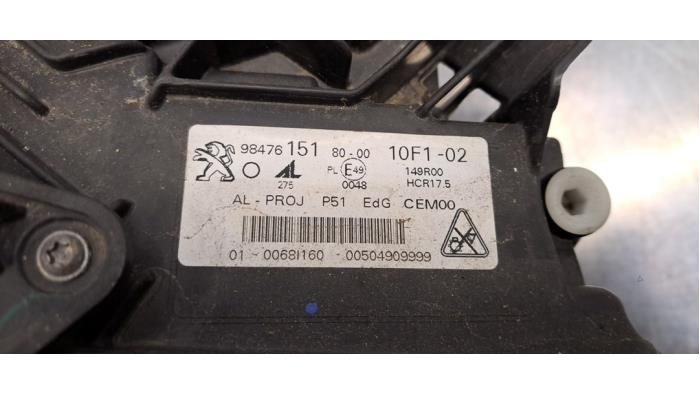 98476 151 80-00 10F1-02
PL E49 149R00
AL 275 0048 HCR17.5
AL-PROJ P51 EdG CEM00
01-0068I160-00504909999